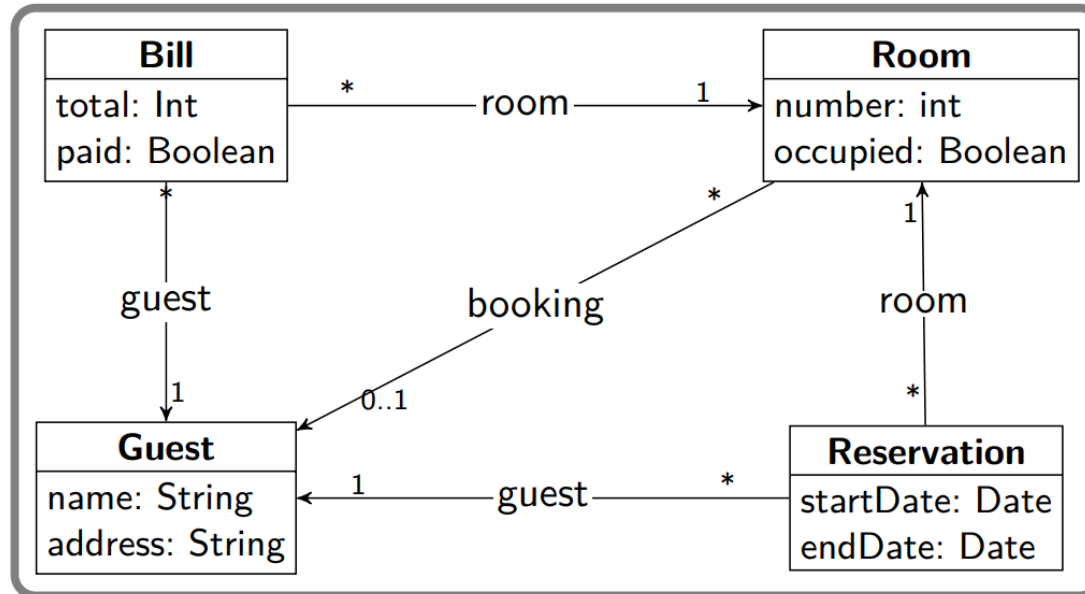 Bill
total: Int
paid: Boolean
* room 1
Room
number: int
occupied: Boolean
*
guest
1
*
booking
0..1
1
room
*
Guest
name: String
address: String
1 guest *
Reservation
startDate: Date
endDate: Date